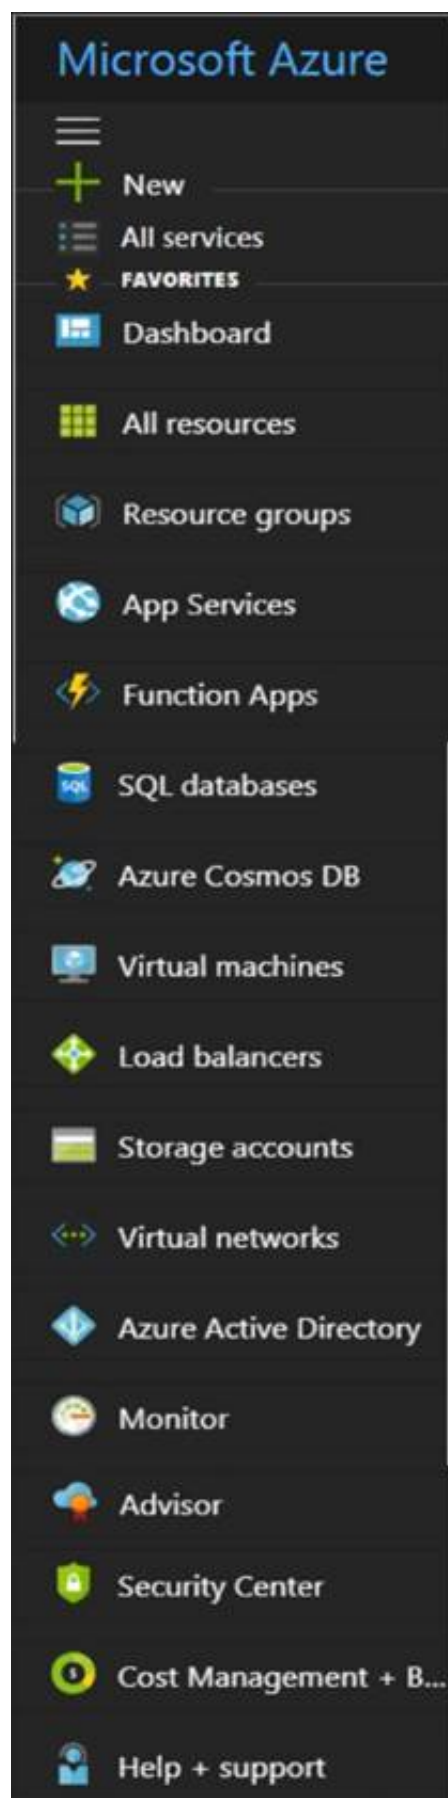 Microsoft Azure
New
All services
FAVORITES
Dashboard
All resources
Resource groups
App Services
Function Apps
SQL
SQL databases
Azure Cosmos DB
Virtual machines
Load balancers
Storage accounts
Virtual networks
Azure Active Directory
Monitor
Advisor
Security Center
Cost Management + B...
Help + support